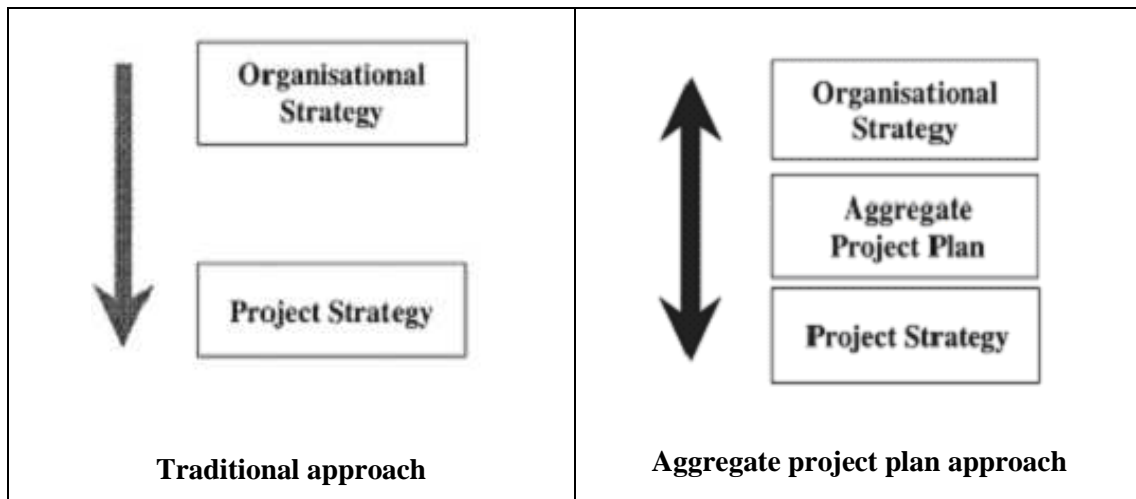 Organisational
Strategy
Project Strategy
Traditional approach
Organisational
Strategy
Aggregate
Project Plan
Project Strategy
Aggregate project plan approach